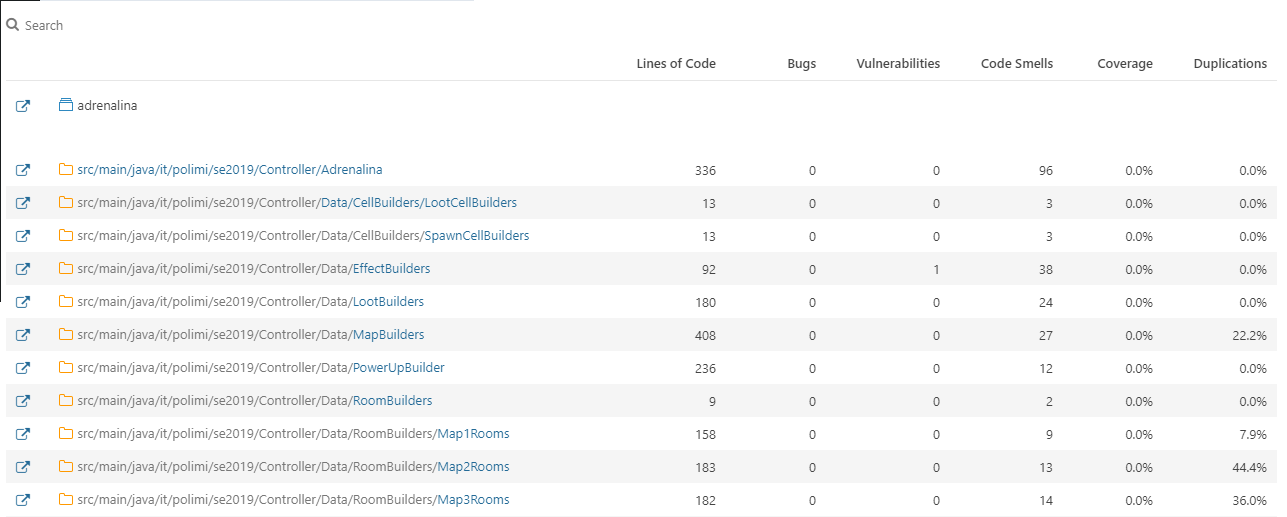 Search
Lines of Code Bugs Vulnerabilities Code Smells Coverage Duplications
adrenalina
src/main/java/it/polimi/se2019/Controller/Adrenalina 336 0 0 96 0.0% 0.0%
src/main/java/it/polimi/se2019/Controller/Data/CellBuilders/LootCellBuilders 13 0 0 3 0.0% 0.0%
src/main/java/it/polimi/se2019/Controller/Data/CellBuilders/SpawnCellBuilders 13 0 0 3 0.0% 0.0%
src/main/java/it/polimi/se2019/Controller/Data/EffectBuilders 92 0 1 38 0.0% 0.0%
src/main/java/it/polimi/se2019/Controller/Data/LootBuilders 180 0 0 24 0.0% 0.0%
src/main/java/it/polimi/se2019/Controller/Data/MapBuilders 408 0 0 27 0.0% 22.2%
src/main/java/it/polimi/se2019/Controller/Data/PowerUpBuilder 236 0 0 12 0.0% 0.0%
src/main/java/it/polimi/se2019/Controller/Data/RoomBuilders 9 0 0 2 0.0% 0.0%
src/main/java/it/polimi/se2019/Controller/Data/RoomBuilders/Map1Rooms 158 0 0 9 0.0% 7.9%
src/main/java/it/polimi/se2019/Controller/Data/RoomBuilders/Map2Rooms 183 0 0 13 0.0% 44.4%
src/main/java/it/polimi/se2019/Controller/Data/RoomBuilders/Map3Rooms 182 0 0 14 0.0% 36.0%